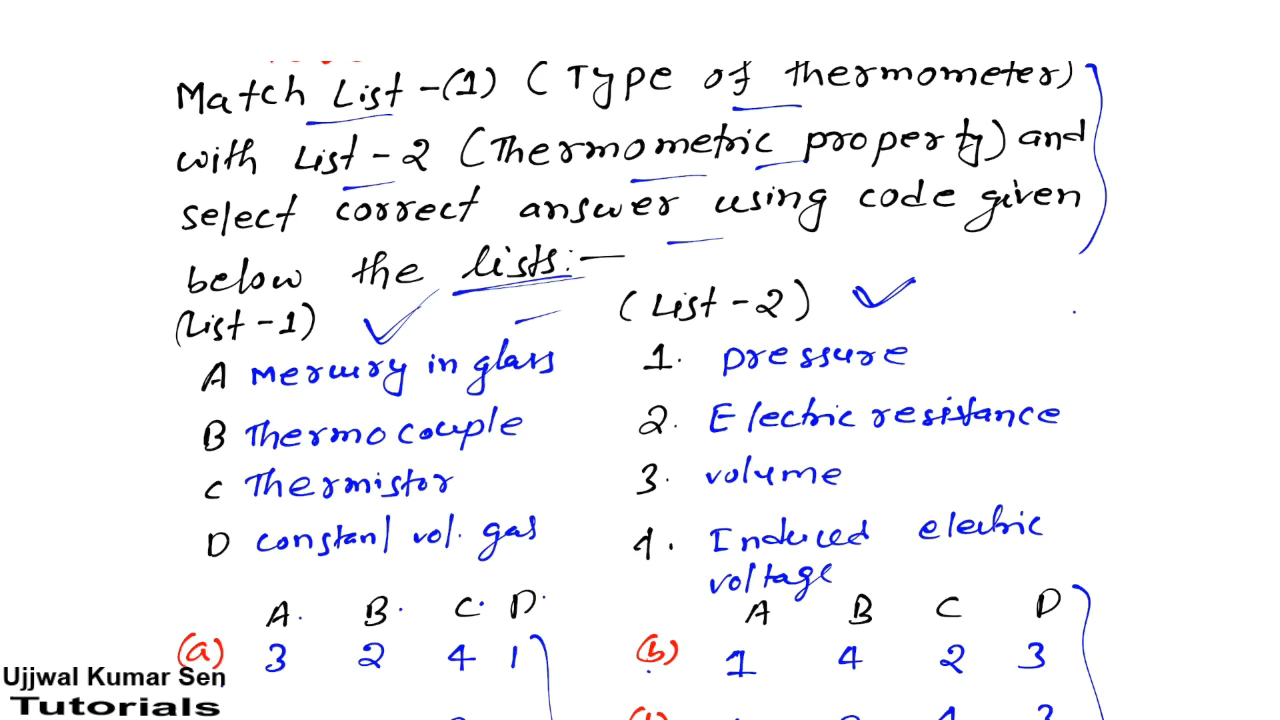 Match List-(1) (Type of thermometer)
with List-2 (Thermometric property) and
select correct answer using code given
below the lists:-
(List-1) (List-2)
A Mercury in glass 1. pressure
B Thermocouple 2. Electric resistance
C Thermistor 3. volume
D constant vol. gas 4. Induced electric
voltage
A. B. C. D. A B C D
(a) 3 2 4 1 (b) 1 4 2 3
Ujjwal Kumar Sen
Tutorials